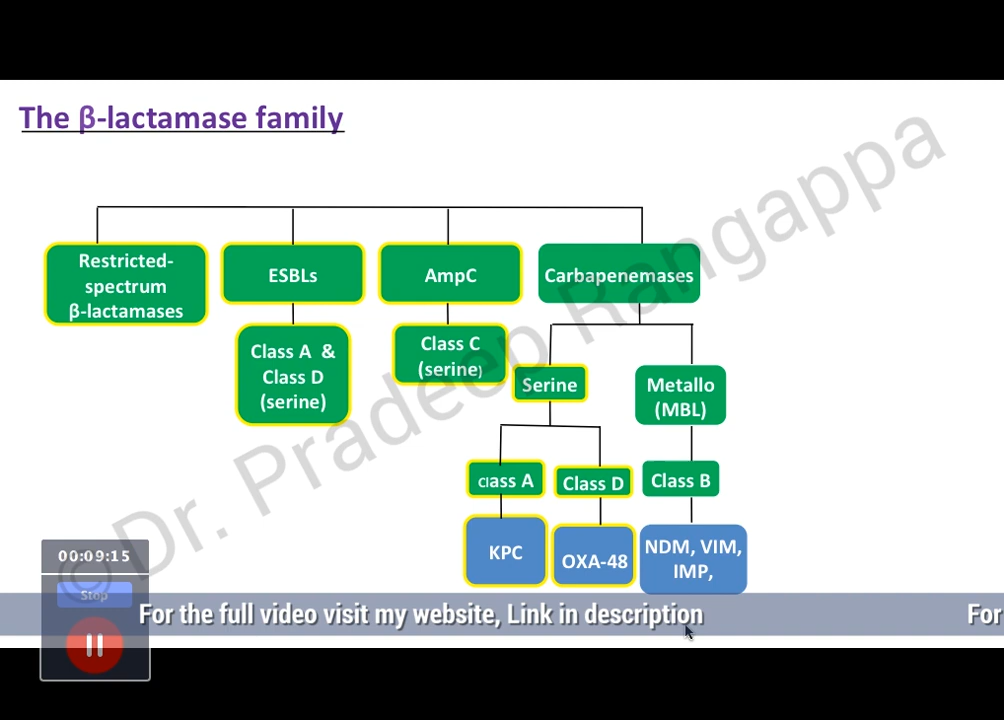 The β-lactamase family
Restricted-
spectrum
β-lactamases
ESBLs
AmpC
Carbapenemases
Class A &
Class D
(serine)
Class C
(serine)
Serine
Metallo
(MBL)
class A
Class D
Class B
KPC
OXA-48
NDM, VIM,
IMP,
© Dr. Pradeep Rangappa
00:09:15
Stop
For the full video visit my website, Link in description
For